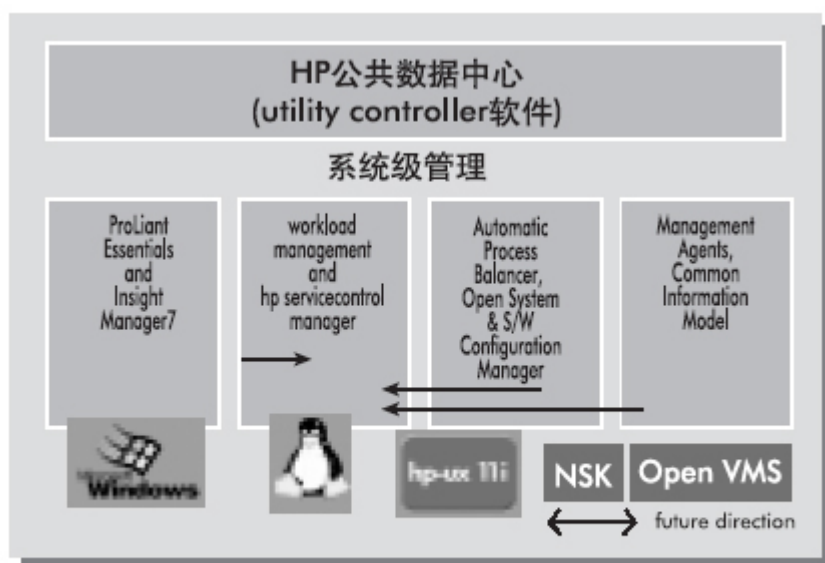 HP公共数据中心
(utility controller软件)
系统级管理
ProLiant
Essentials
and
Insight
Manager7
workload
management
and
hp servicecontrol
manager
Automatic
Process
Balancer,
Open System
& S/W
Configuration
Manager
Management
Agents,
Common
Information
Model
Microsoft
Windows
hp-ux 11i
NSK
Open VMS
future direction